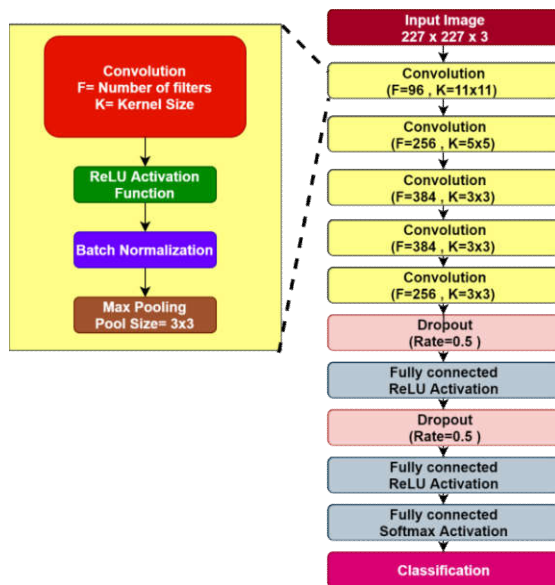 Convolution
F= Number of filters
K= Kernel Size
ReLU Activation
Function
Batch Normalization
Max Pooling
Pool Size= 3x3
Input Image
227 x 227 x 3
Convolution
(F=96 , K=11x11)
Convolution
(F=256 , K=5x5)
Convolution
(F=384 , K=3x3)
Convolution
(F=384 , K=3x3)
Convolution
(F=256 , K=3x3)
Dropout
(Rate=0.5 )
Fully connected
ReLU Activation
Dropout
(Rate=0.5 )
Fully connected
ReLU Activation
Fully connected
Softmax Activation
Classification